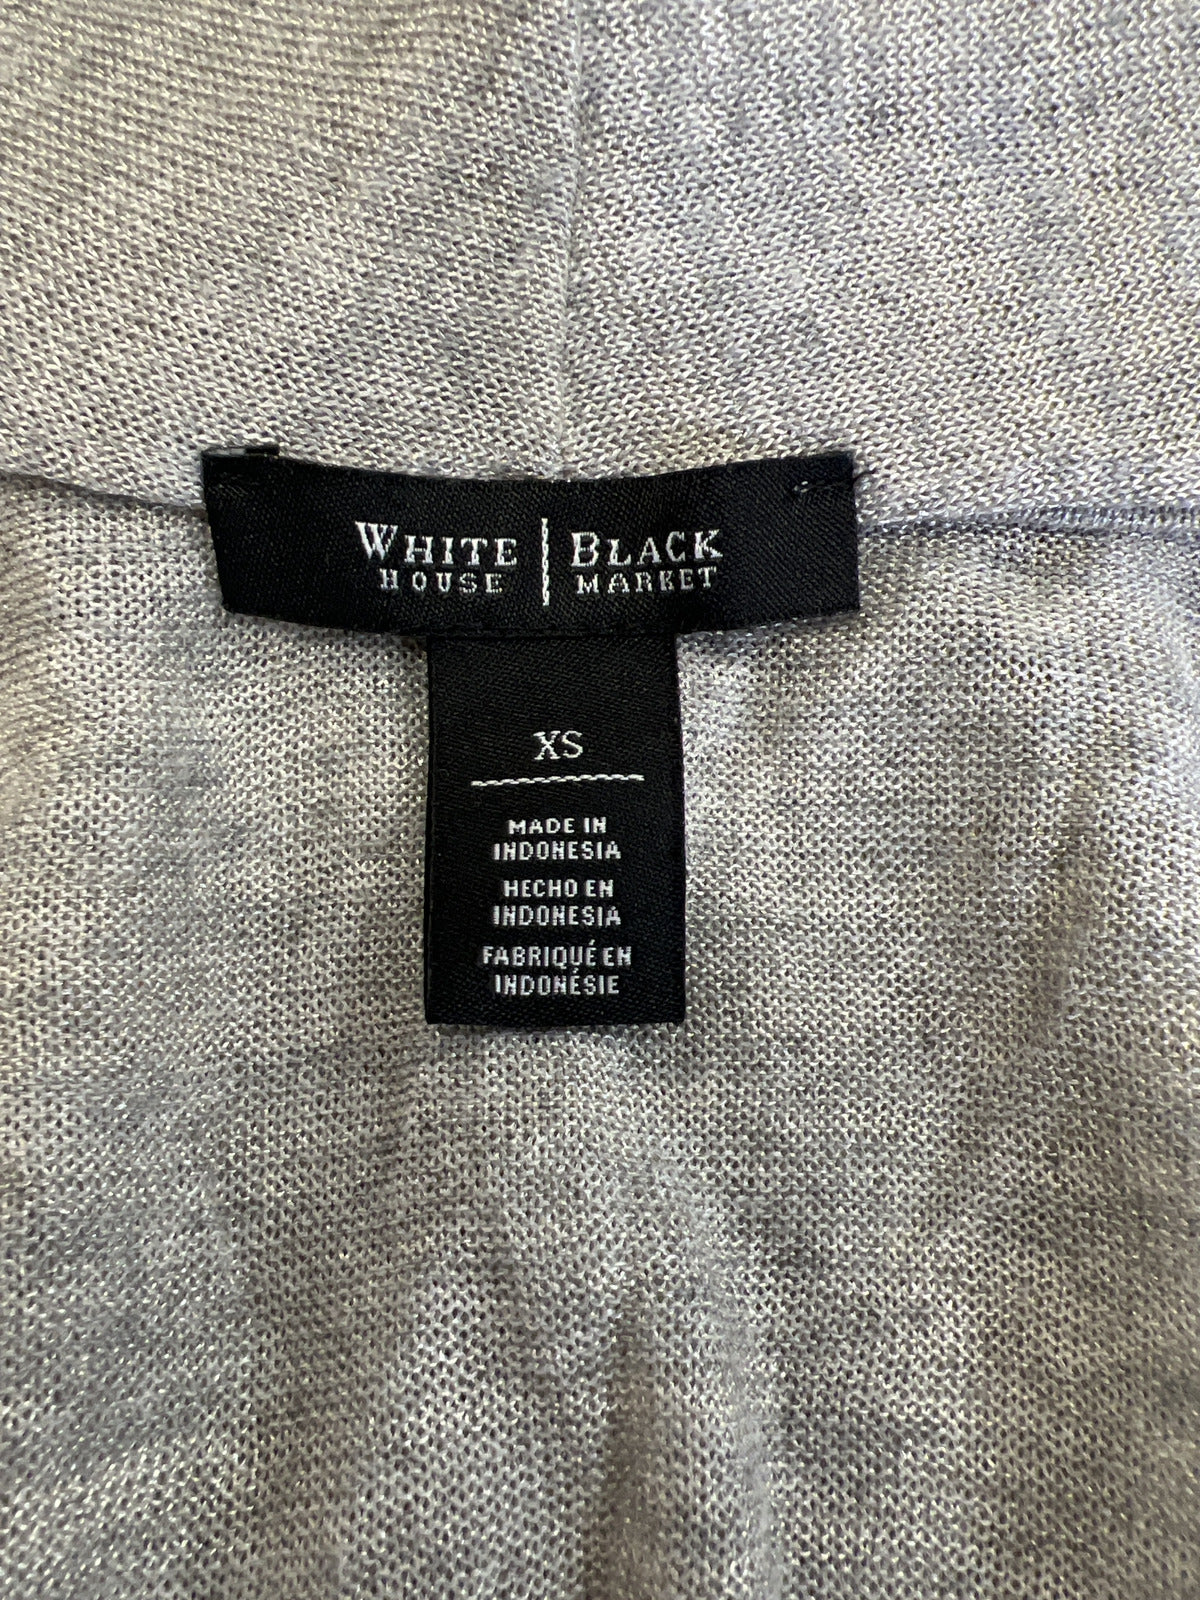 WHITE | BLACK
HOUSE | MARKET
XS
MADE IN
INDONESIA
HECHO EN
INDONESIA
FABRIQUÉ EN
INDONÉSIE